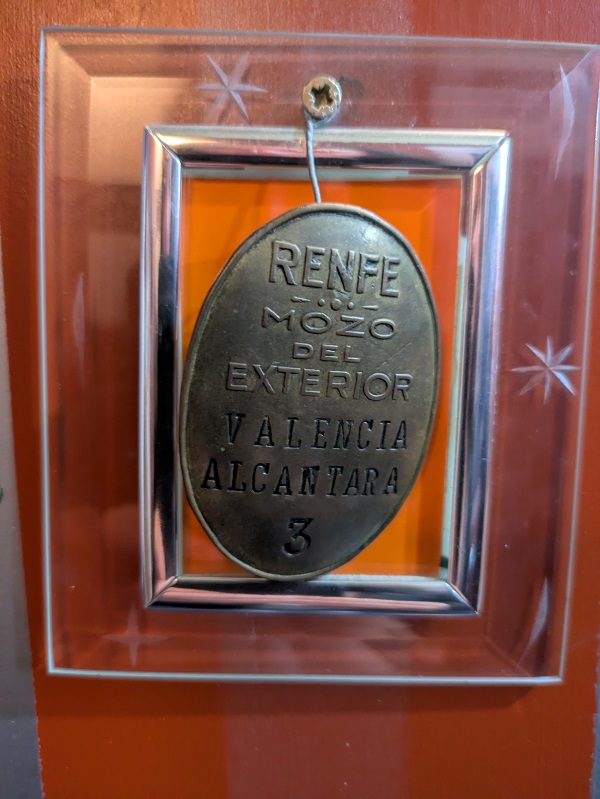 RENFE
MOZO
DEL
EXTERIOR
VALENCIA
ALCANTARA
3